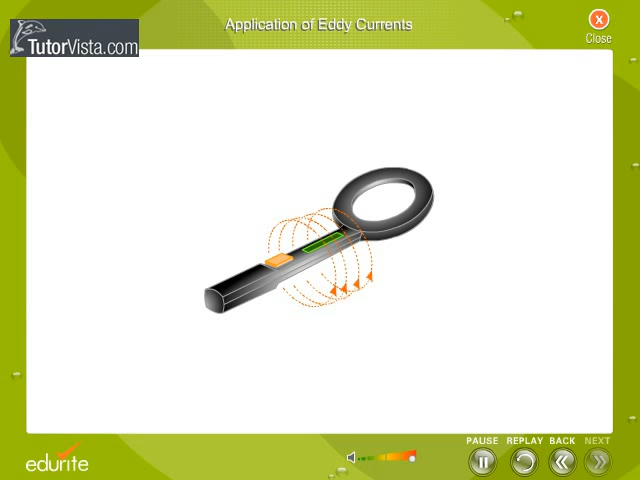 Application of Eddy Currents
X
Close
TutorVista.com
PAUSE REPLAY BACK NEXT
edurite